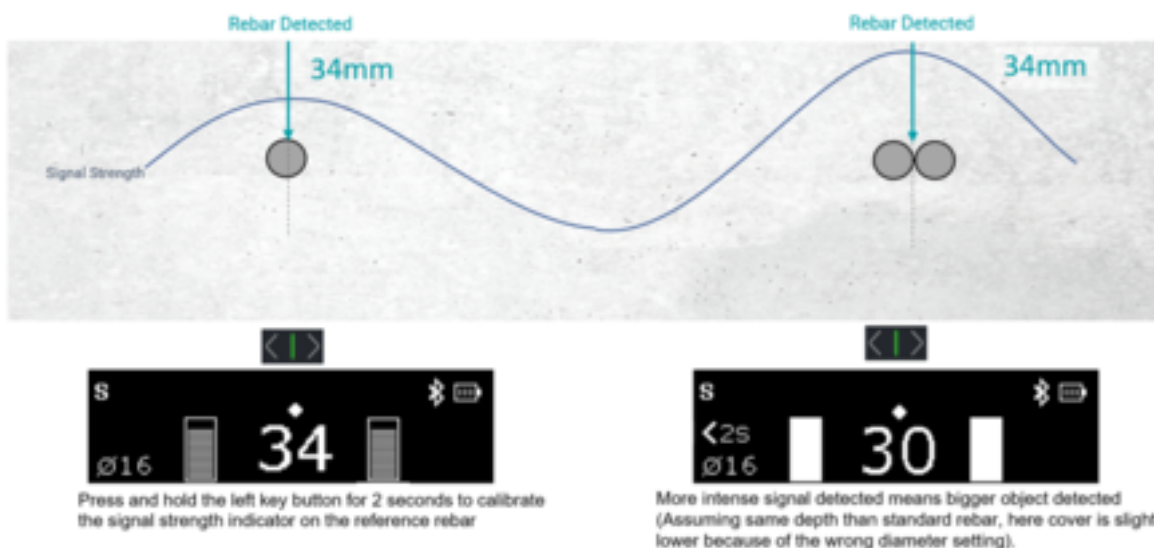 Rebar Detected
Rebar Detected
34mm
34mm
Signal Strength
S
34
Ø16
S
<2s
30
Ø16
Press and hold the left key button for 2 seconds to calibrate
the signal strength indicator on the reference rebar
More intense signal detected means bigger object detected
(Assuming same depth than standard rebar, here cover is slight
lower because of the wrong diameter setting).